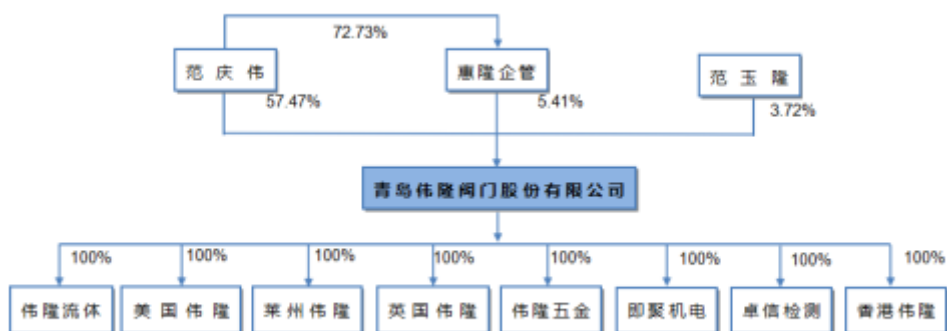 72.73%
范庆伟
惠隆企管
范玉隆
57.47%
5.41%
3.72%
青岛伟隆阀门股份有限公司
100%
100%
100%
100%
100%
100%
100%
100%
伟隆流体
美国伟隆
莱州伟隆
英国伟隆
伟隆五金
即聚机电
卓信检测
香港伟隆